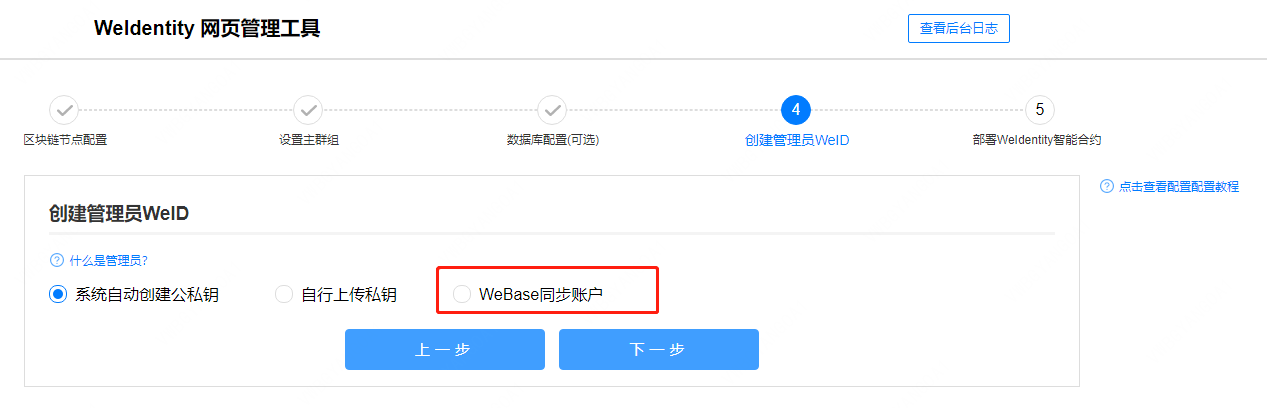 WeIdentity 网页管理工具
查看后台日志
4
5
区块链节点配置
设置主群组
数据库配置(可选)
创建管理员WeID
部署WeIdentity智能合约
点击查看配置配置教程
创建管理员WeID
什么是管理员?
系统自动创建公私钥
自行上传私钥
WeBase同步账户
上一步
下一步